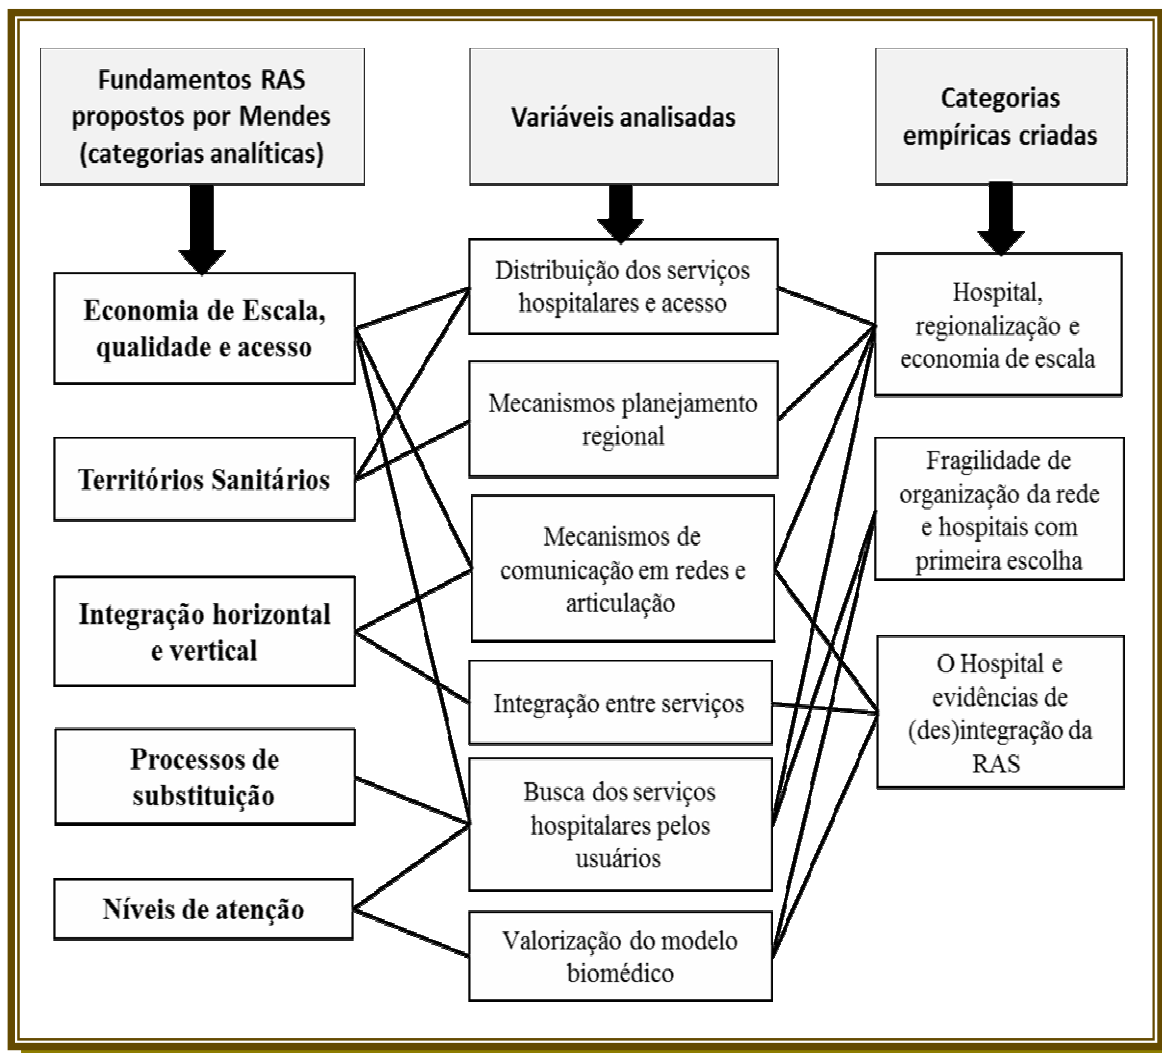 Fundamentos RAS
propostos por Mendes
(categorias analíticas)
Economia de Escala,
qualidade e acesso
Territórios Sanitários
Integração horizontal
e vertical
Processos de
substituição
Níveis de atenção
Variáveis analisadas
Distribuição dos serviços
hospitalares e acesso
Mecanismos planejamento
regional
Mecanismos de
comunicação em redes e
articulação
Integração entre serviços
Busca dos serviços
hospitalares pelos
usuários
Valorização do modelo
biomédico
Categorias
empíricas criadas
Hospital,
regionalização e
economia de escala
Fragilidade de
organização da rede
e hospitais com
primeira escolha
O Hospital e
evidências de
(des)integração da
RAS